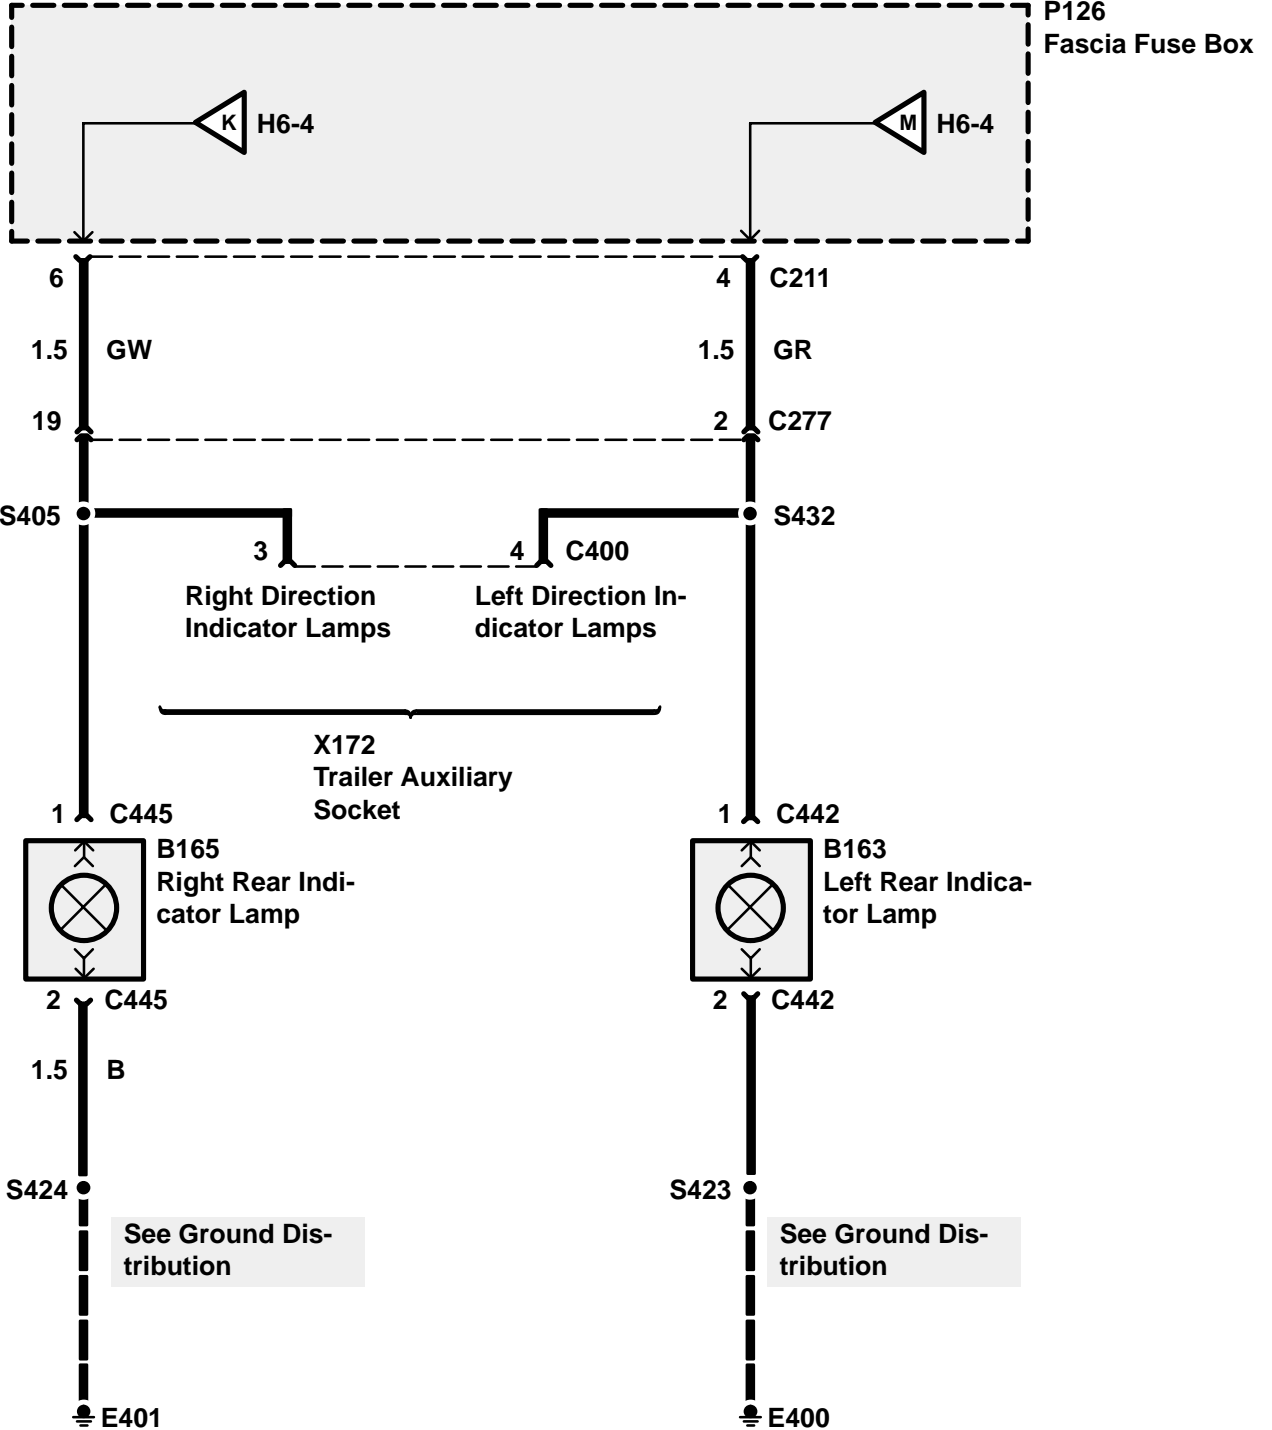 P126
Fascia Fuse Box
K H6-4
M H6-4
6
4 C211
1.5 GW
1.5 GR
19
2 C277
S405
S432
3
4 C400
Right Direction
Indicator Lamps
Left Direction In-
dicator Lamps
X172
Trailer Auxiliary
Socket
1 C445
1 C442
B165
Right Rear Indi-
cator Lamp
B163
Left Rear Indica-
tor Lamp
2 C445
2 C442
1.5 B
S424
S423
See Ground Dis-
tribution
See Ground Dis-
tribution
E401
E400